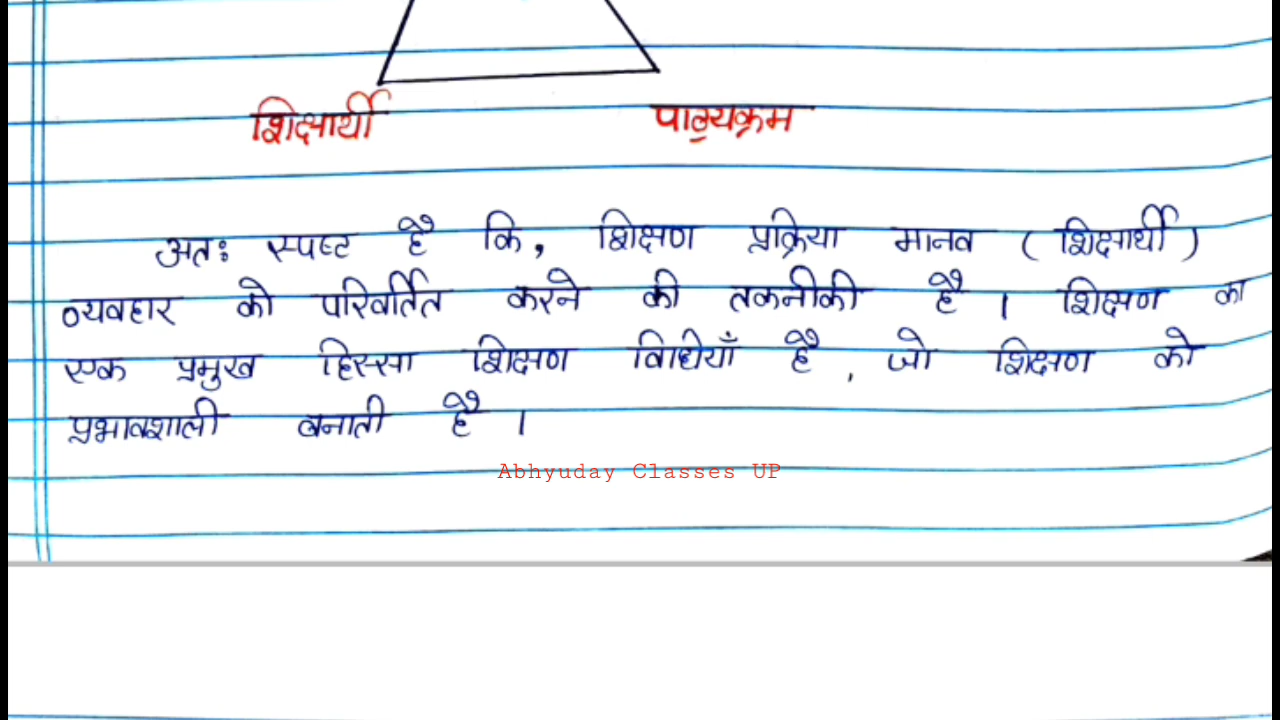 शिक्षार्थी पाठ्यक्रम
अतः स्पष्ट है कि, शिक्षण प्रक्रिया मानव ( शिक्षार्थी )
व्यवहार को परिवर्तित करने की तकनीकी है । शिक्षण का
एक प्रमुख हिस्सा शिक्षण विधियाँ है, जो शिक्षण को
प्रभावशाली बनाती है ।
Abhyuday Classes UP